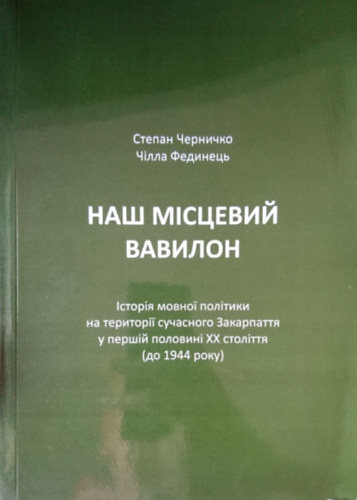 Степан Черничко
Чілла Фединець
НАШ МІСЦЕВИЙ
ВАВИЛОН
Історія мовної політики
на території сучасного Закарпаття
у першій половині ХХ століття
(до 1944 року)